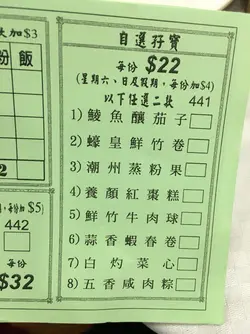 加$3
粉 飯
2
每份加$5)
442
$32
自選孖寶
每份 $22
(星期六、日及假期，每份加$4)
以下任選二款 441
1) 鯪魚釀茄子
2) 蠔皇鮮竹卷
3) 潮州蒸粉果
4) 養顏紅棗糕
5) 鮮竹牛肉球
6) 蒜香蝦春卷
7) 白灼菜心
8) 五香咸肉粽